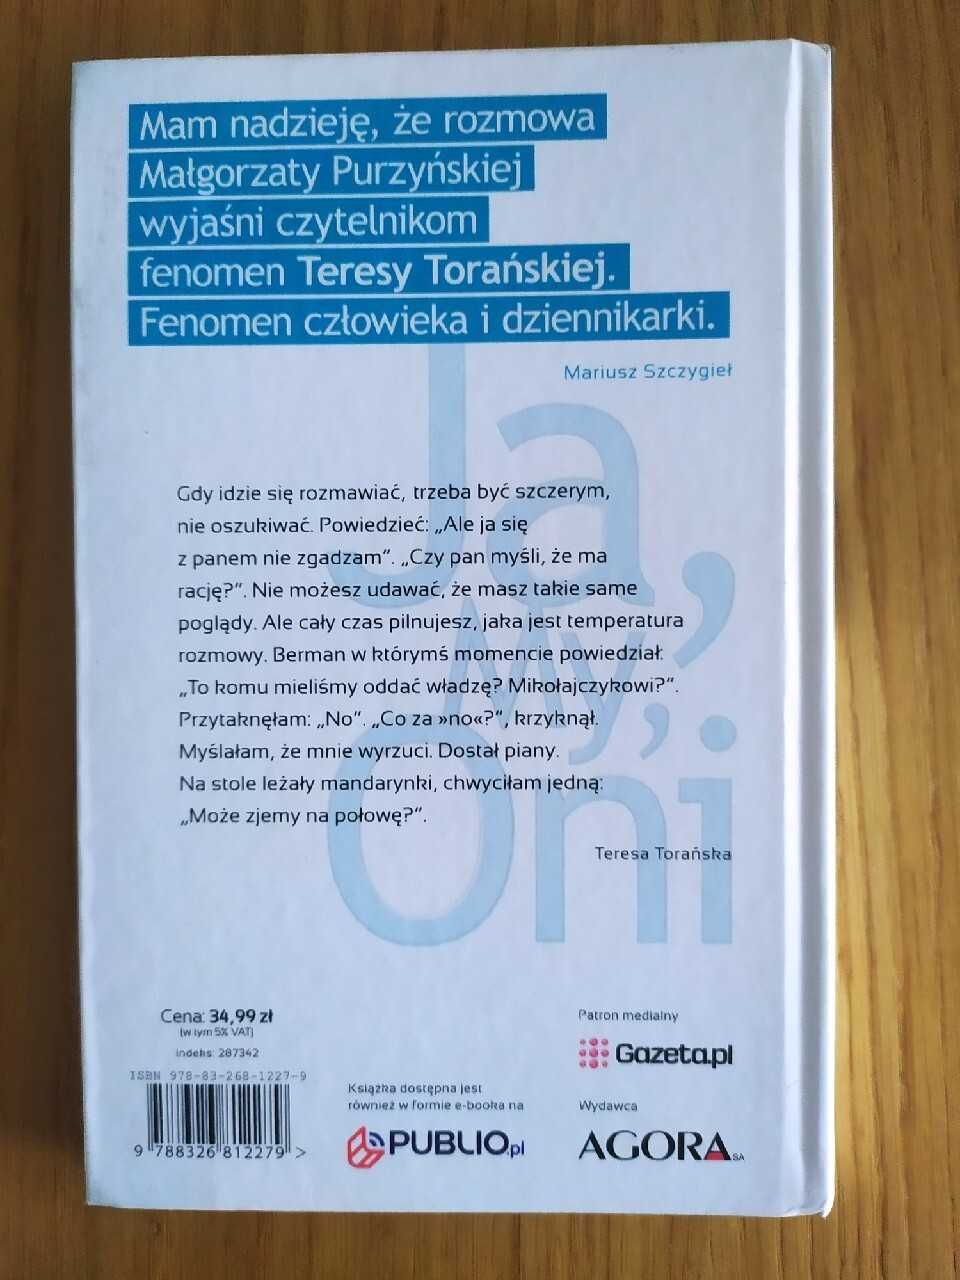 Mam nadzieję, że rozmowa
Małgorzaty Purzyńskiej
wyjaśni czytelnikom
fenomen Teresy Torańskiej.
Fenomen człowieka i dziennikarki.
Mariusz Szczygieł
Ja,
My,
Oni
Gdy idzie się rozmawiać, trzeba być szczerym,
nie oszukiwać. Powiedzieć: „Ale ja się
z panem nie zgadzam”. „Czy pan myśli, że ma
rację?”. Nie możesz udawać, że masz takie same
poglądy. Ale cały czas pilnujesz, jaka jest temperatura
rozmowy. Berman w którymś momencie powiedział:
„To komu mieliśmy oddać władzę? Mikołajczykowi?”.
Przytaknęłam: „No”. „Co za »no«?”, krzyknął.
Myślałam, że mnie wyrzuci. Dostał piany.
Na stole leżały mandarynki, chwyciłam jedną:
„Może zjemy na połowę?”.
Teresa Torańska
Cena: 34,99 zł
(w tym 5% VAT)
indeks: 287342
ISBN 978-83-268-1227-9
9 788326 812279 >
Książka dostępna jest
również w formie e-booka na
PUBLIO.pl
Patron medialny
Gazeta.pl
Wydawca
AGORA SA